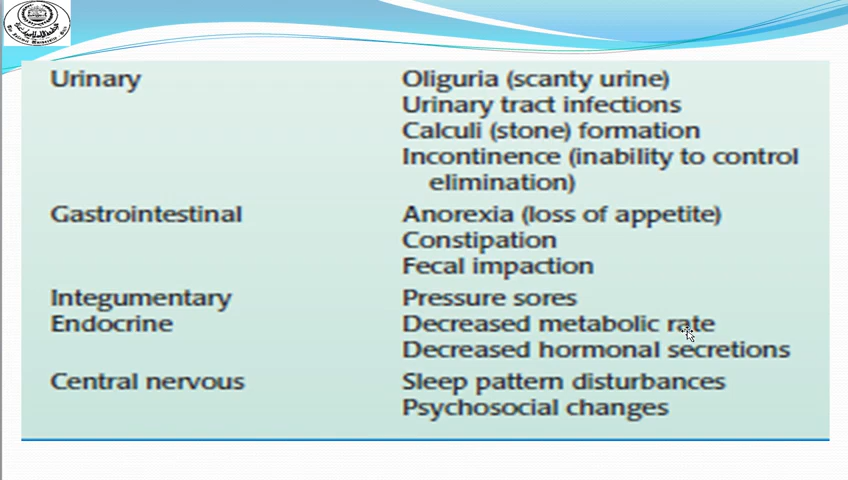 Urinary Oliguria (scanty urine)
Urinary tract infections
Calculi (stone) formation
Incontinence (inability to control
elimination)
Gastrointestinal Anorexia (loss of appetite)
Constipation
Fecal impaction
Integumentary Pressure sores
Endocrine Decreased metabolic rate
Decreased hormonal secretions
Central nervous Sleep pattern disturbances
Psychosocial changes